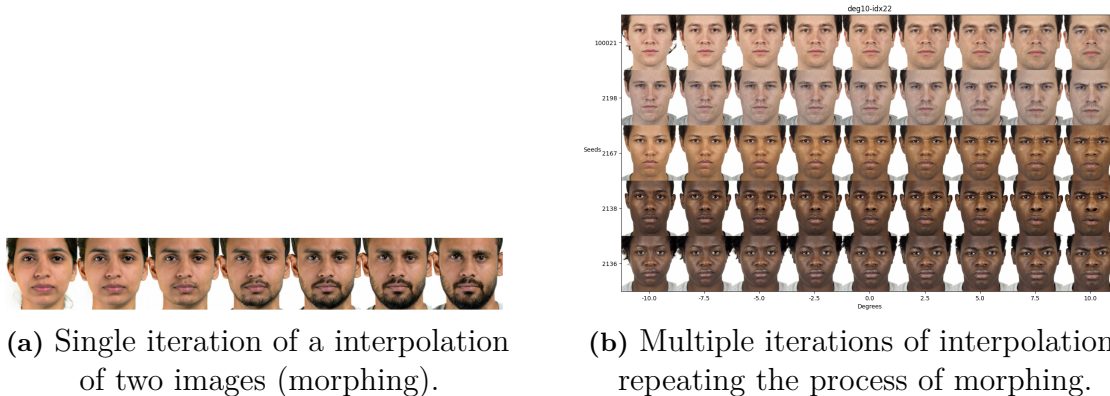 deg10-idx22
100021
2198
Seeds
2167
2138
2136
-10.0 -7.5 -5.0 -2.5 0.0 2.5 5.0 7.5 10.0
Degrees
(a) Single iteration of a interpolation
of two images (morphing).
(b) Multiple iterations of interpolation
repeating the process of morphing.